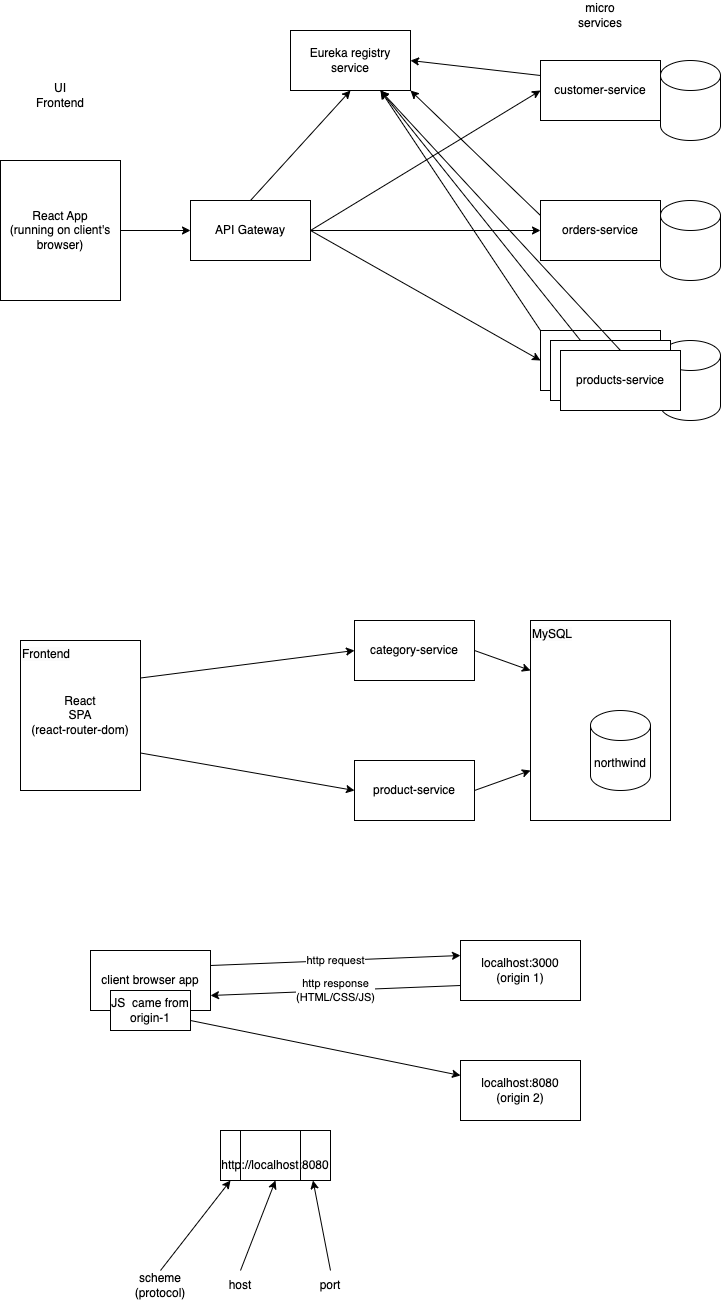 micro
services
Eureka registry
service
UI
Frontend
customer-service
React App
(running on client's
browser)
API Gateway
orders-service
products-service
Frontend
React
SPA
(react-router-dom)
category-service
product-service
MySQL
northwind
client browser app
JS  came from
origin-1
http request
http response
(HTML/CSS/JS)
localhost:3000
(origin 1)
localhost:8080
(origin 2)
http://localhost 8080
scheme
(protocol)
host
port